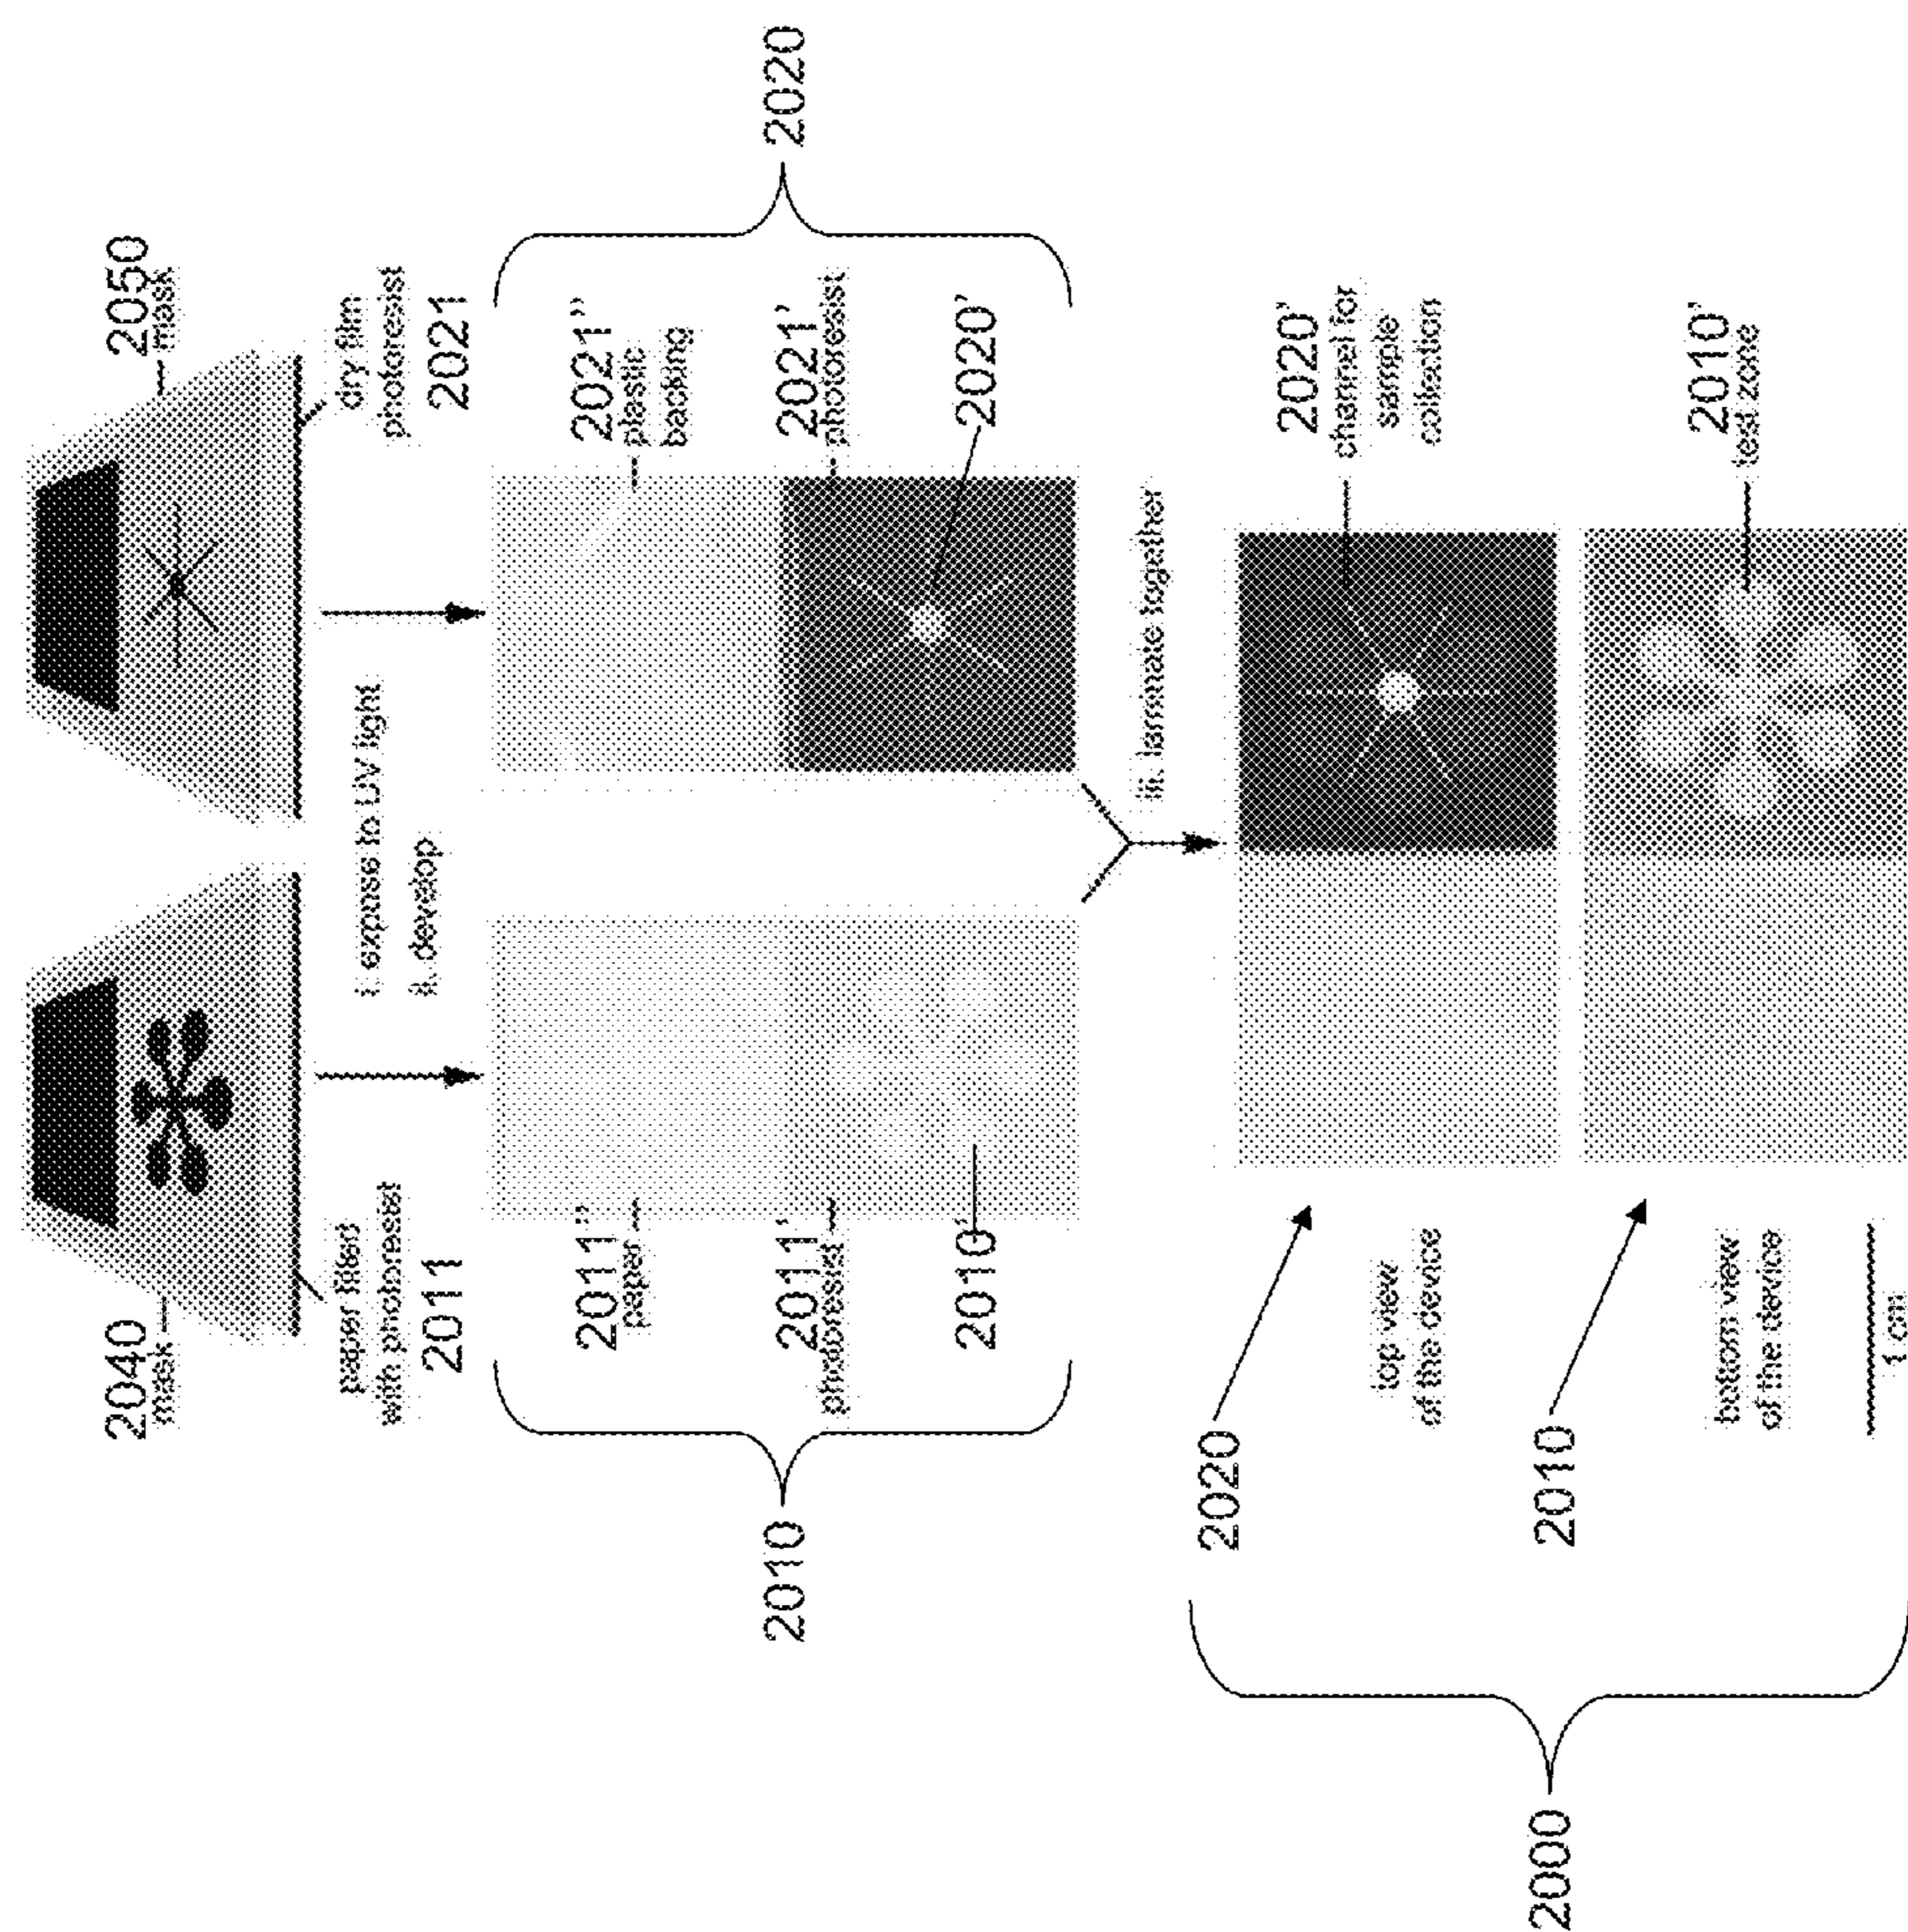 2040
mask
paper filled
with photoresist
2011
2050
mask
dry film
photoresist
2021
i. expose to UV light
ii. develop
2010
2011''
paper
2011'
photoresist
2010'
2021''
plastic
backing
2021'
photoresist
2020'
2020
iii. laminate together
2000
2020
top view
of the device
2020'
channel for
sample
collection
2010
bottom view
of the device
2010'
test zone
1 cm